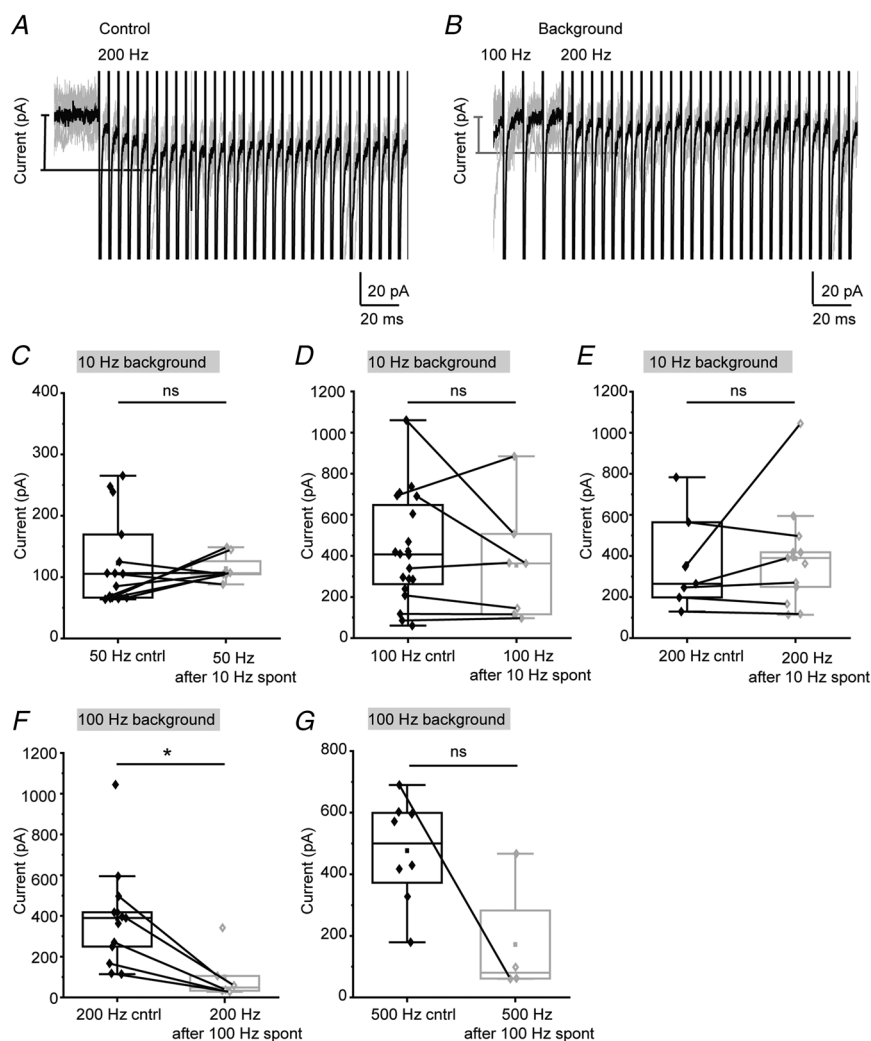 A
Control
200 Hz
Current (pA)
20 pA
20 ms
B
Background
100 Hz 200 Hz
Current (pA)
20 pA
20 ms
C
10 Hz background
ns
Current (pA)
400
300
200
100
0
50 Hz cntrl
50 Hz
after 10 Hz spont
D
10 Hz background
ns
Current (pA)
1200
1000
800
600
400
200
0
100 Hz cntrl
100 Hz
after 10 Hz spont
E
10 Hz background
ns
Current (pA)
1200
1000
800
600
400
200
0
200 Hz cntrl
200 Hz
after 10 Hz spont
F
100 Hz background
*
Current (pA)
1200
1000
800
600
400
200
0
200 Hz cntrl
200 Hz
after 100 Hz spont
G
100 Hz background
ns
Current (pA)
800
600
400
200
0
500 Hz cntrl
500 Hz
after 100 Hz spont